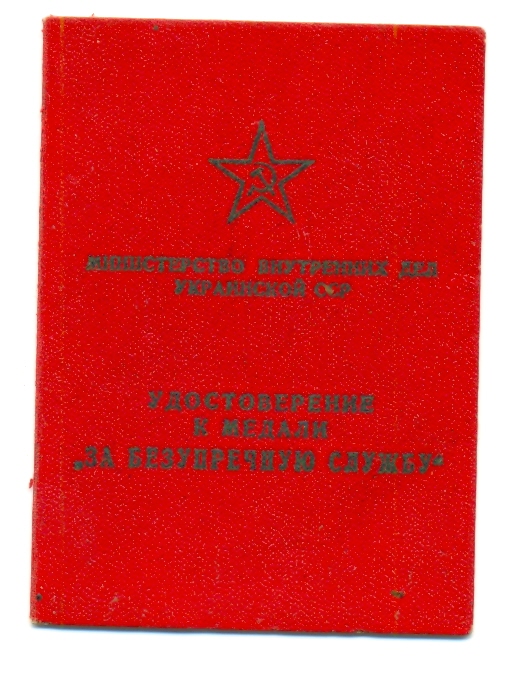 МИНИСТЕРСТВО ВНУТРЕННИХ ДЕЛ
УКРАИНСКОЙ ССР
УДОСТОВЕРЕНИЕ
К МЕДАЛИ
„ЗА БЕЗУПРЕЧНУЮ СЛУЖБУ“